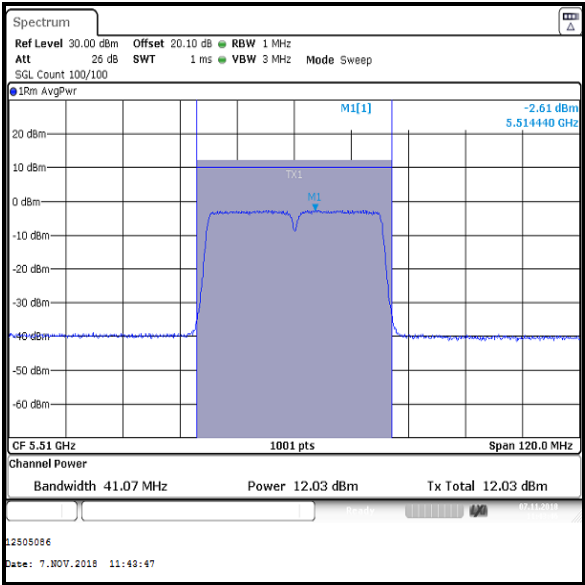 Spectrum
Ref Level 30.00 dBm Offset 20.10 dB RBW 1 MHz
Att 26 dB SWT 1 ms VBW 3 MHz Mode Sweep
SGL Count 100/100
1Rm AvgPwr
M1[1] -2.61 dBm
5.514440 GHz
20 dBm
10 dBm
TX1
M1
0 dBm
-10 dBm
-20 dBm
-30 dBm
-40 dBm
-50 dBm
-60 dBm
CF 5.51 GHz 1001 pts Span 120.0 MHz
Channel Power
Bandwidth 41.07 MHz Power 12.03 dBm Tx Total 12.03 dBm
Ready 07.11.2018
12505086
Date: 7.NOV.2018 11:43:47